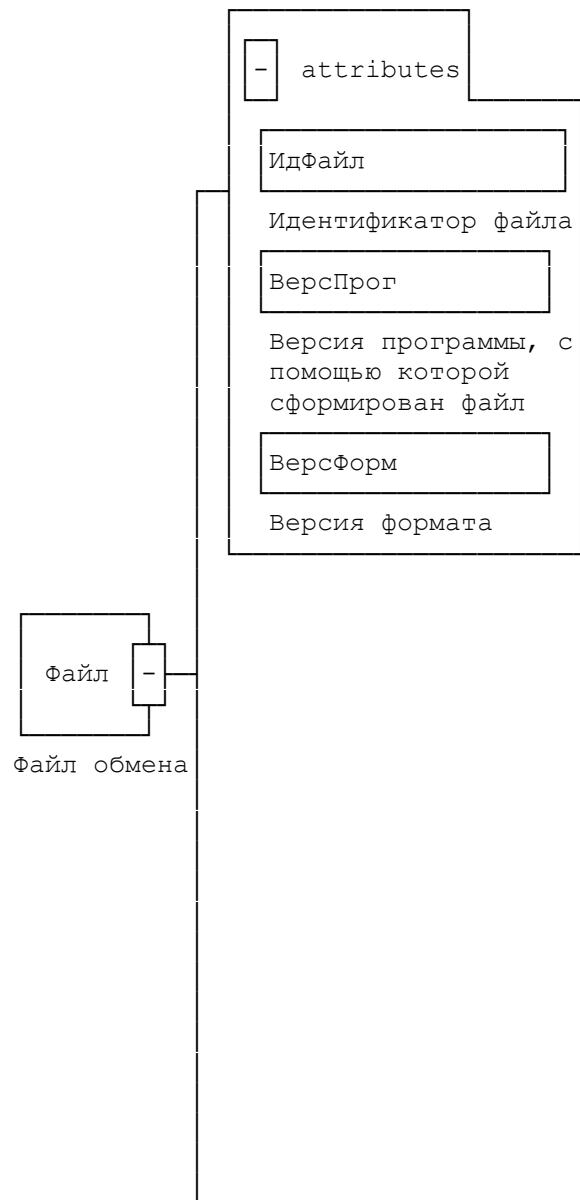 - attributes
ИдФайл
Идентификатор файла
ВерсПрог
Версия программы, с
помощью которой
сформирован файл
ВерсФорм
Версия формата
Файл -
Файл обмена